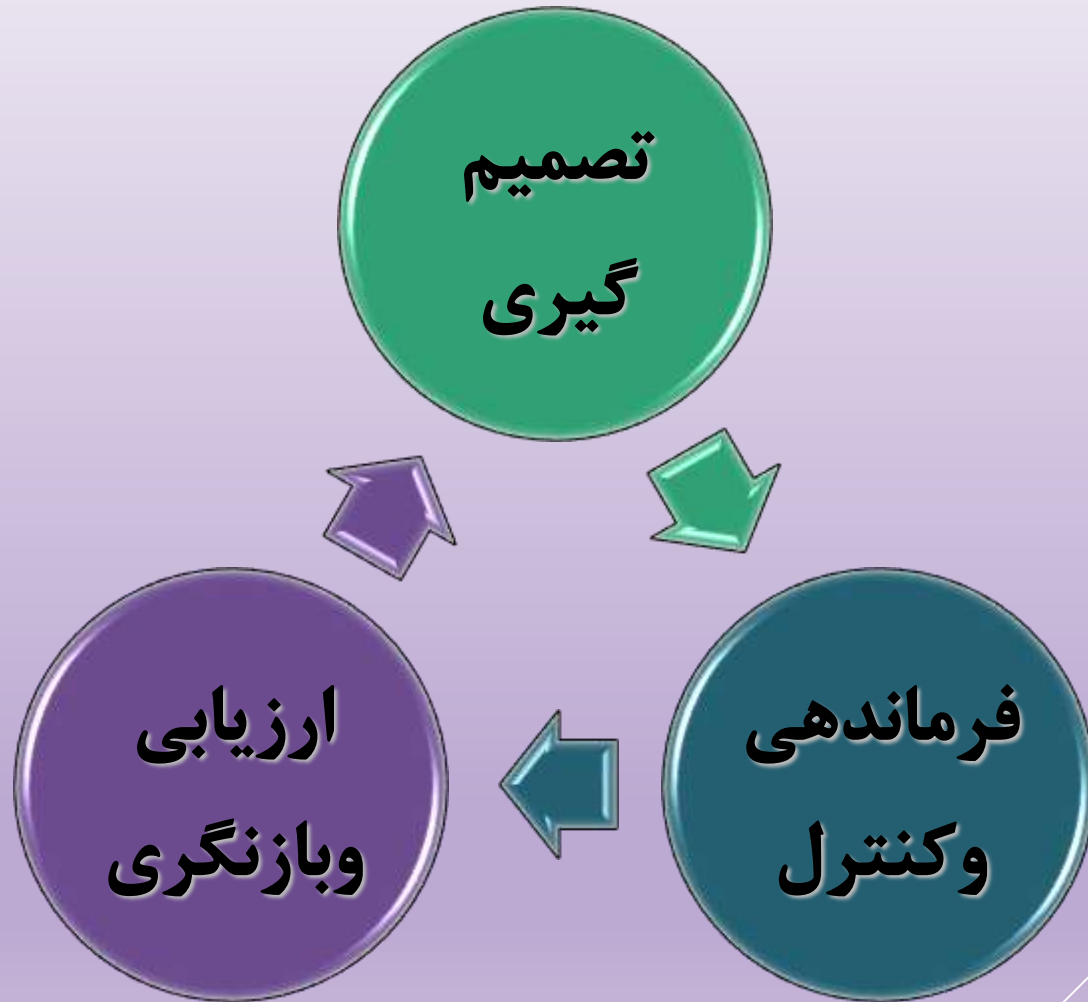 تصمیم
گیری
فرماندهی
وکنترل
ارزیابی
وبازنگری